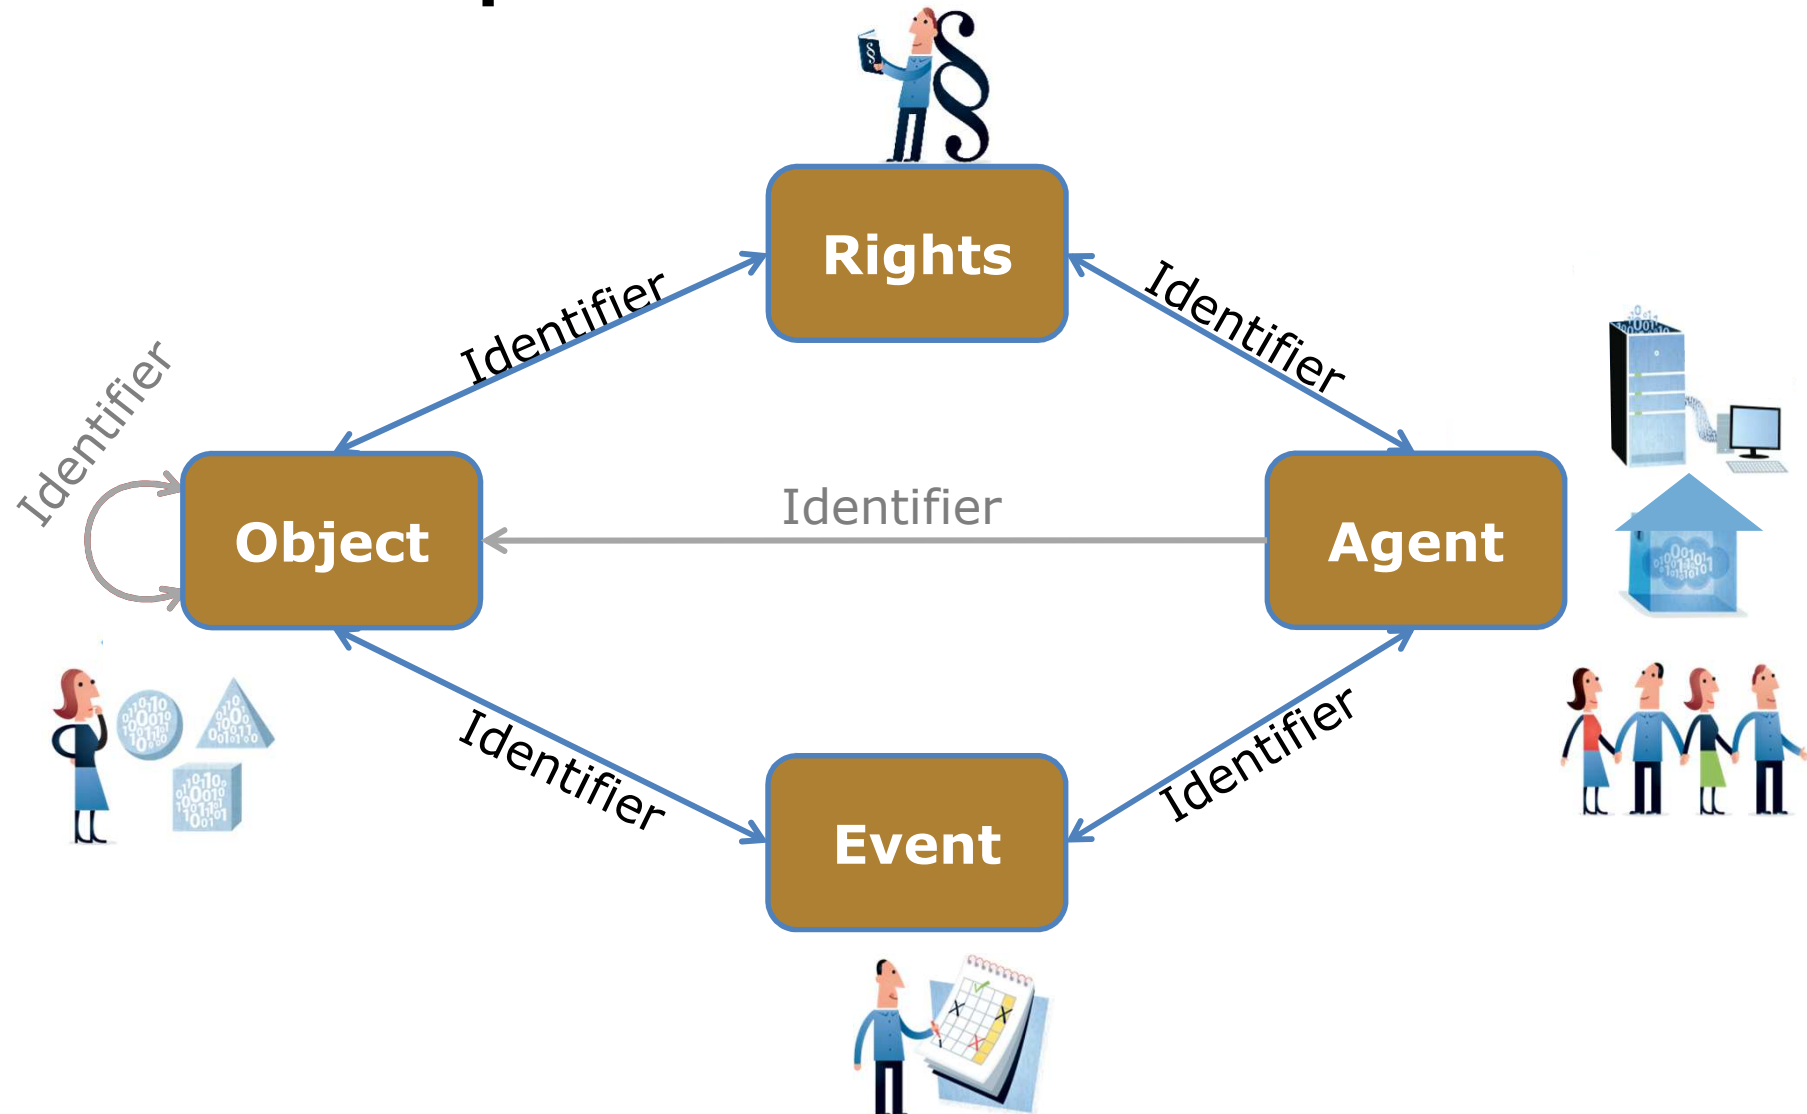 §
§
Rights
Identifier
Identifier
Identifier
Identifier
Object
Agent
Identifier
Identifier
Event